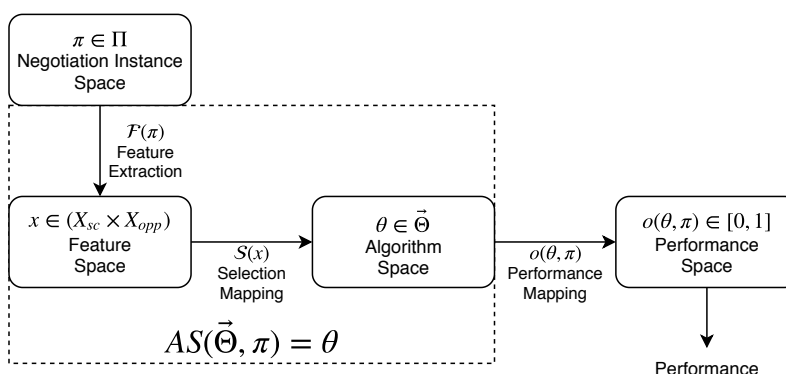 π ∈ Π
Negotiation Instance
Space
𝓕(π)
Feature
Extraction
x ∈ (X_sc × X_opp)
Feature
Space
𝒮(x)
Selection
Mapping
θ ∈ Θ⃗
Algorithm
Space
o(θ, π)
Performance
Mapping
o(θ, π) ∈ [0, 1]
Performance
Space
AS(Θ⃗, π) = θ
Performance